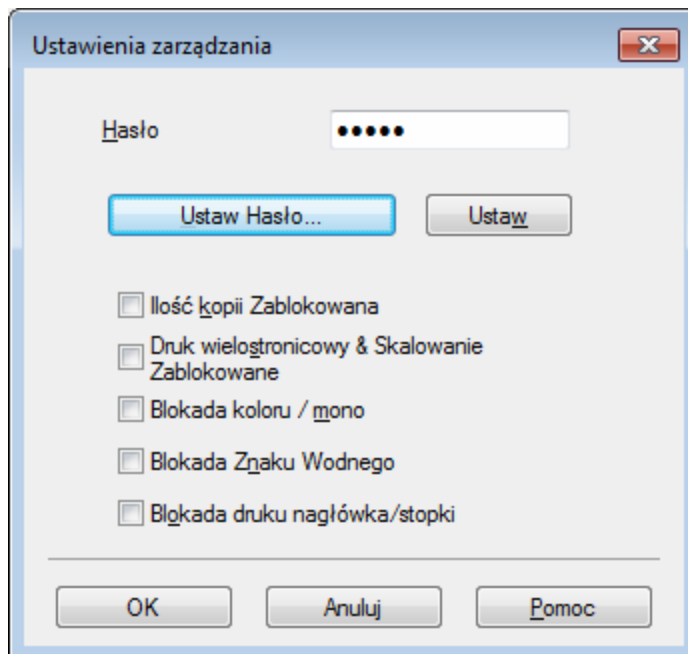 Ustawienia zarządzania
Hasło
•••••
Ustaw Hasło...
Ustaw
Ilość kopii Zablokowana
Druk wielostronicowy & Skalowanie
Zablokowane
Blokada koloru / mono
Blokada Znaku Wodnego
Blokada druku nagłówka/stopki
OK
Anuluj
Pomoc